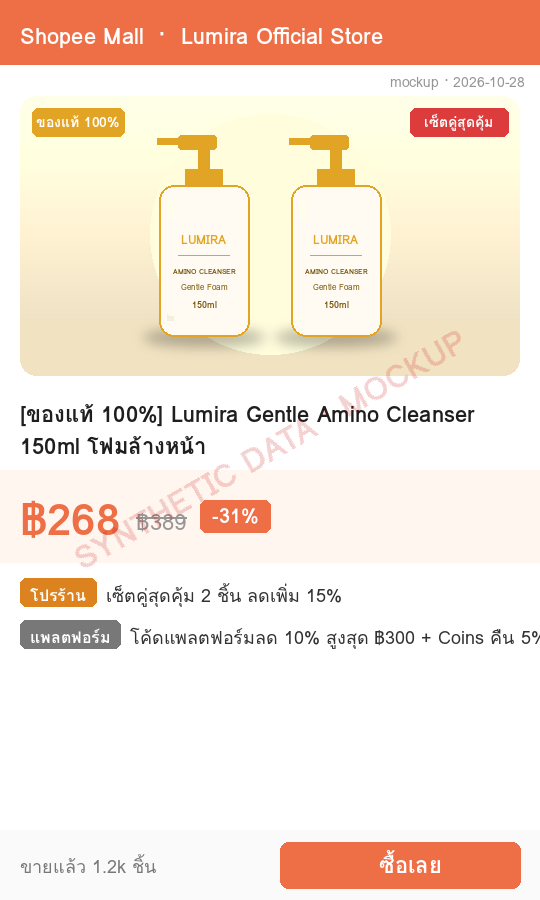 Shopee Mall · Lumira Official Store
mockup · 2026-10-28
ของแท้ 100%
เซ็ตคู่สุดคุ้ม
LUMIRA
AMINO CLEANSER
Gentle Foam
150ml
LUMIRA
AMINO CLEANSER
Gentle Foam
150ml
[ของแท้ 100%] Lumira Gentle Amino Cleanser
150ml โฟมล้างหน้า
SYNTHETIC DATA · MOCKUP
฿268 ฿389 -31%
โปรร้าน เซ็ตคู่สุดคุ้ม 2 ชิ้น ลดเพิ่ม 15%
แพลตฟอร์ม โค้ดแพลตฟอร์มลด 10% สูงสุด ฿300 + Coins คืน 5%
ขายแล้ว 1.2k ชิ้น
ซื้อเลย